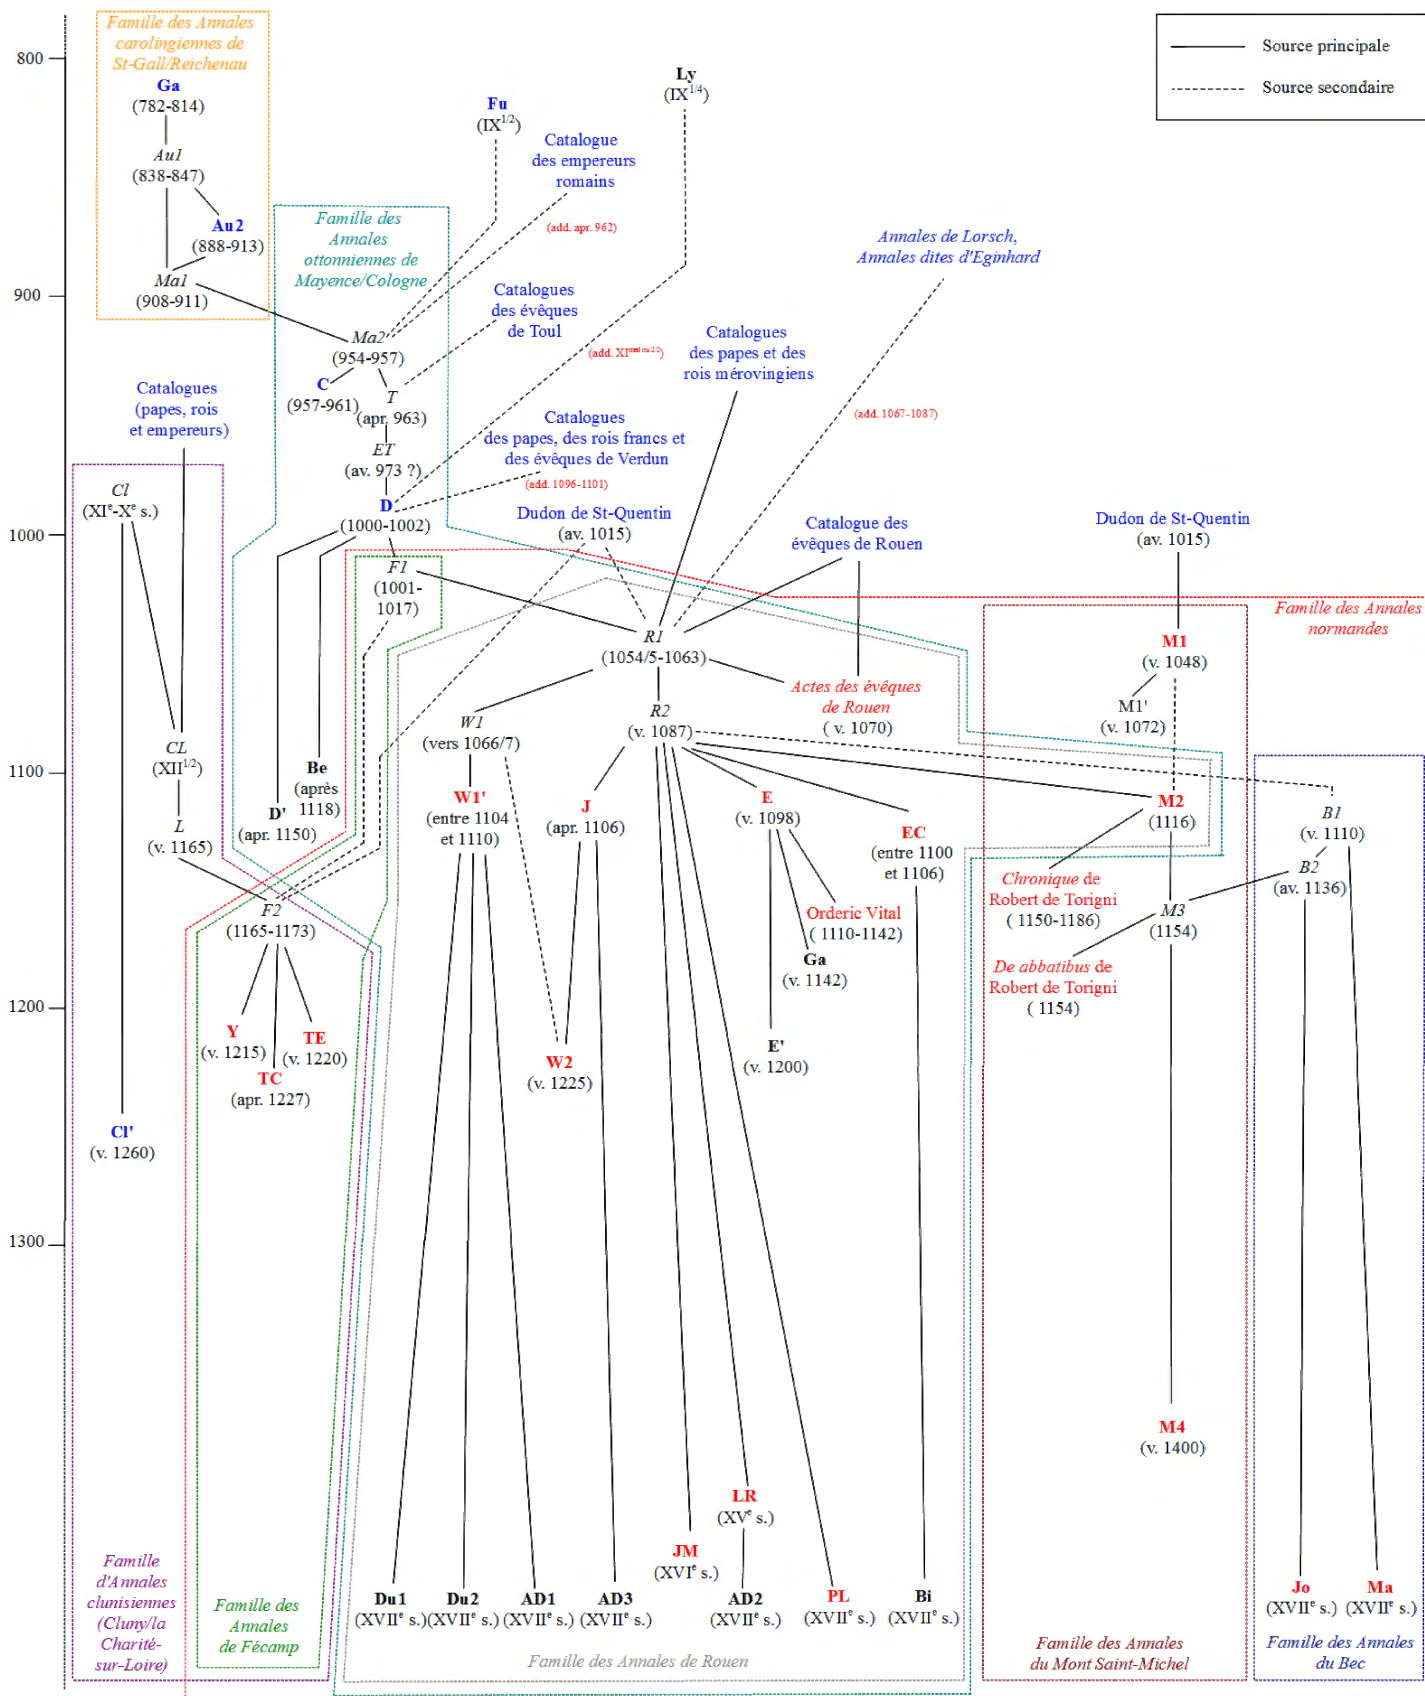 Famille des Annales
carolingiennes de
St-Gall/Reichenau
Source principale
Source secondaire
800
Ga
(782-814)
Ly
(IX1/4)
Fu
(IX1/2)
Au1
(838-847)
Catalogue
des empereurs
romains
(add. apr. 962)
Au2
(888-913)
Famille des
Annales
ottonniennes de
Mayence/Cologne
Annales de Lorsch,
Annales dites d'Eginhard
Ma1
(908-911)
900
Catalogues
des évêques
de Toul
Ma2
(954-957)
Catalogues
des papes et des
rois mérovingiens
(add. XI
C
(957-961)
T
(apr. 963)
Catalogues
(papes, rois
et empereurs)
(add. 1067-1087)
Catalogues
des papes, des rois francs et
des évêques de Verdun
(add. 1096-1101)
ET
(av. 973 ?)
Cl
(XIe-Xe s.)
D
(1000-1002)
Dudon de St-Quentin
(av. 1015)
Catalogue des
évêques de Rouen
Dudon de St-Quentin
(av. 1015)
1000
F1
(1001-
1017)
Famille des Annales
normandes
R1
(1054/5-1063)
M1
(v. 1048)
Actes des évêques
de Rouen
( v. 1070)
M1'
(v. 1072)
W1
(vers 1066/7)
R2
(v. 1087)
CL
(XII1/2)
1100
Be
(après
1118)
D'
(apr. 1150)
W1'
(entre 1104
et 1110)
J
(apr. 1106)
E
(v. 1098)
EC
(entre 1100
et 1106)
M2
(1116)
B1
(v. 1110)
L
(v. 1165)
B2
(av. 1136)
Chronique de
Robert de Torigni
( 1150-1186)
F2
(1165-1173)
Orderic Vital
( 1110-1142)
M3
(1154)
Ga
(v. 1142)
De abbatibus de
Robert de Torigni
( 1154)
1200
Y
(v. 1215)
TE
(v. 1220)
TC
(apr. 1227)
W2
(v. 1225)
E'
(v. 1200)
Cl'
(v. 1260)
1300
M4
(v. 1400)
LR
(XVe s.)
JM
(XVIe s.)
Du1
(XVIIe s.)
Du2
(XVIIe s.)
AD1
(XVIIe s.)
AD3
(XVIIe s.)
AD2
(XVIIe s.)
PL
(XVIIe s.)
Bi
(XVIIe s.)
Jo
(XVIIe s.)
Ma
(XVIIe s.)
Famille
d'Annales
clunisiennes
(Cluny/la
Charité-
sur-Loire)
Famille des
Annales
de Fécamp
Famille des Annales de Rouen
Famille des Annales
du Mont Saint-Michel
Famille des Annales
du Bec